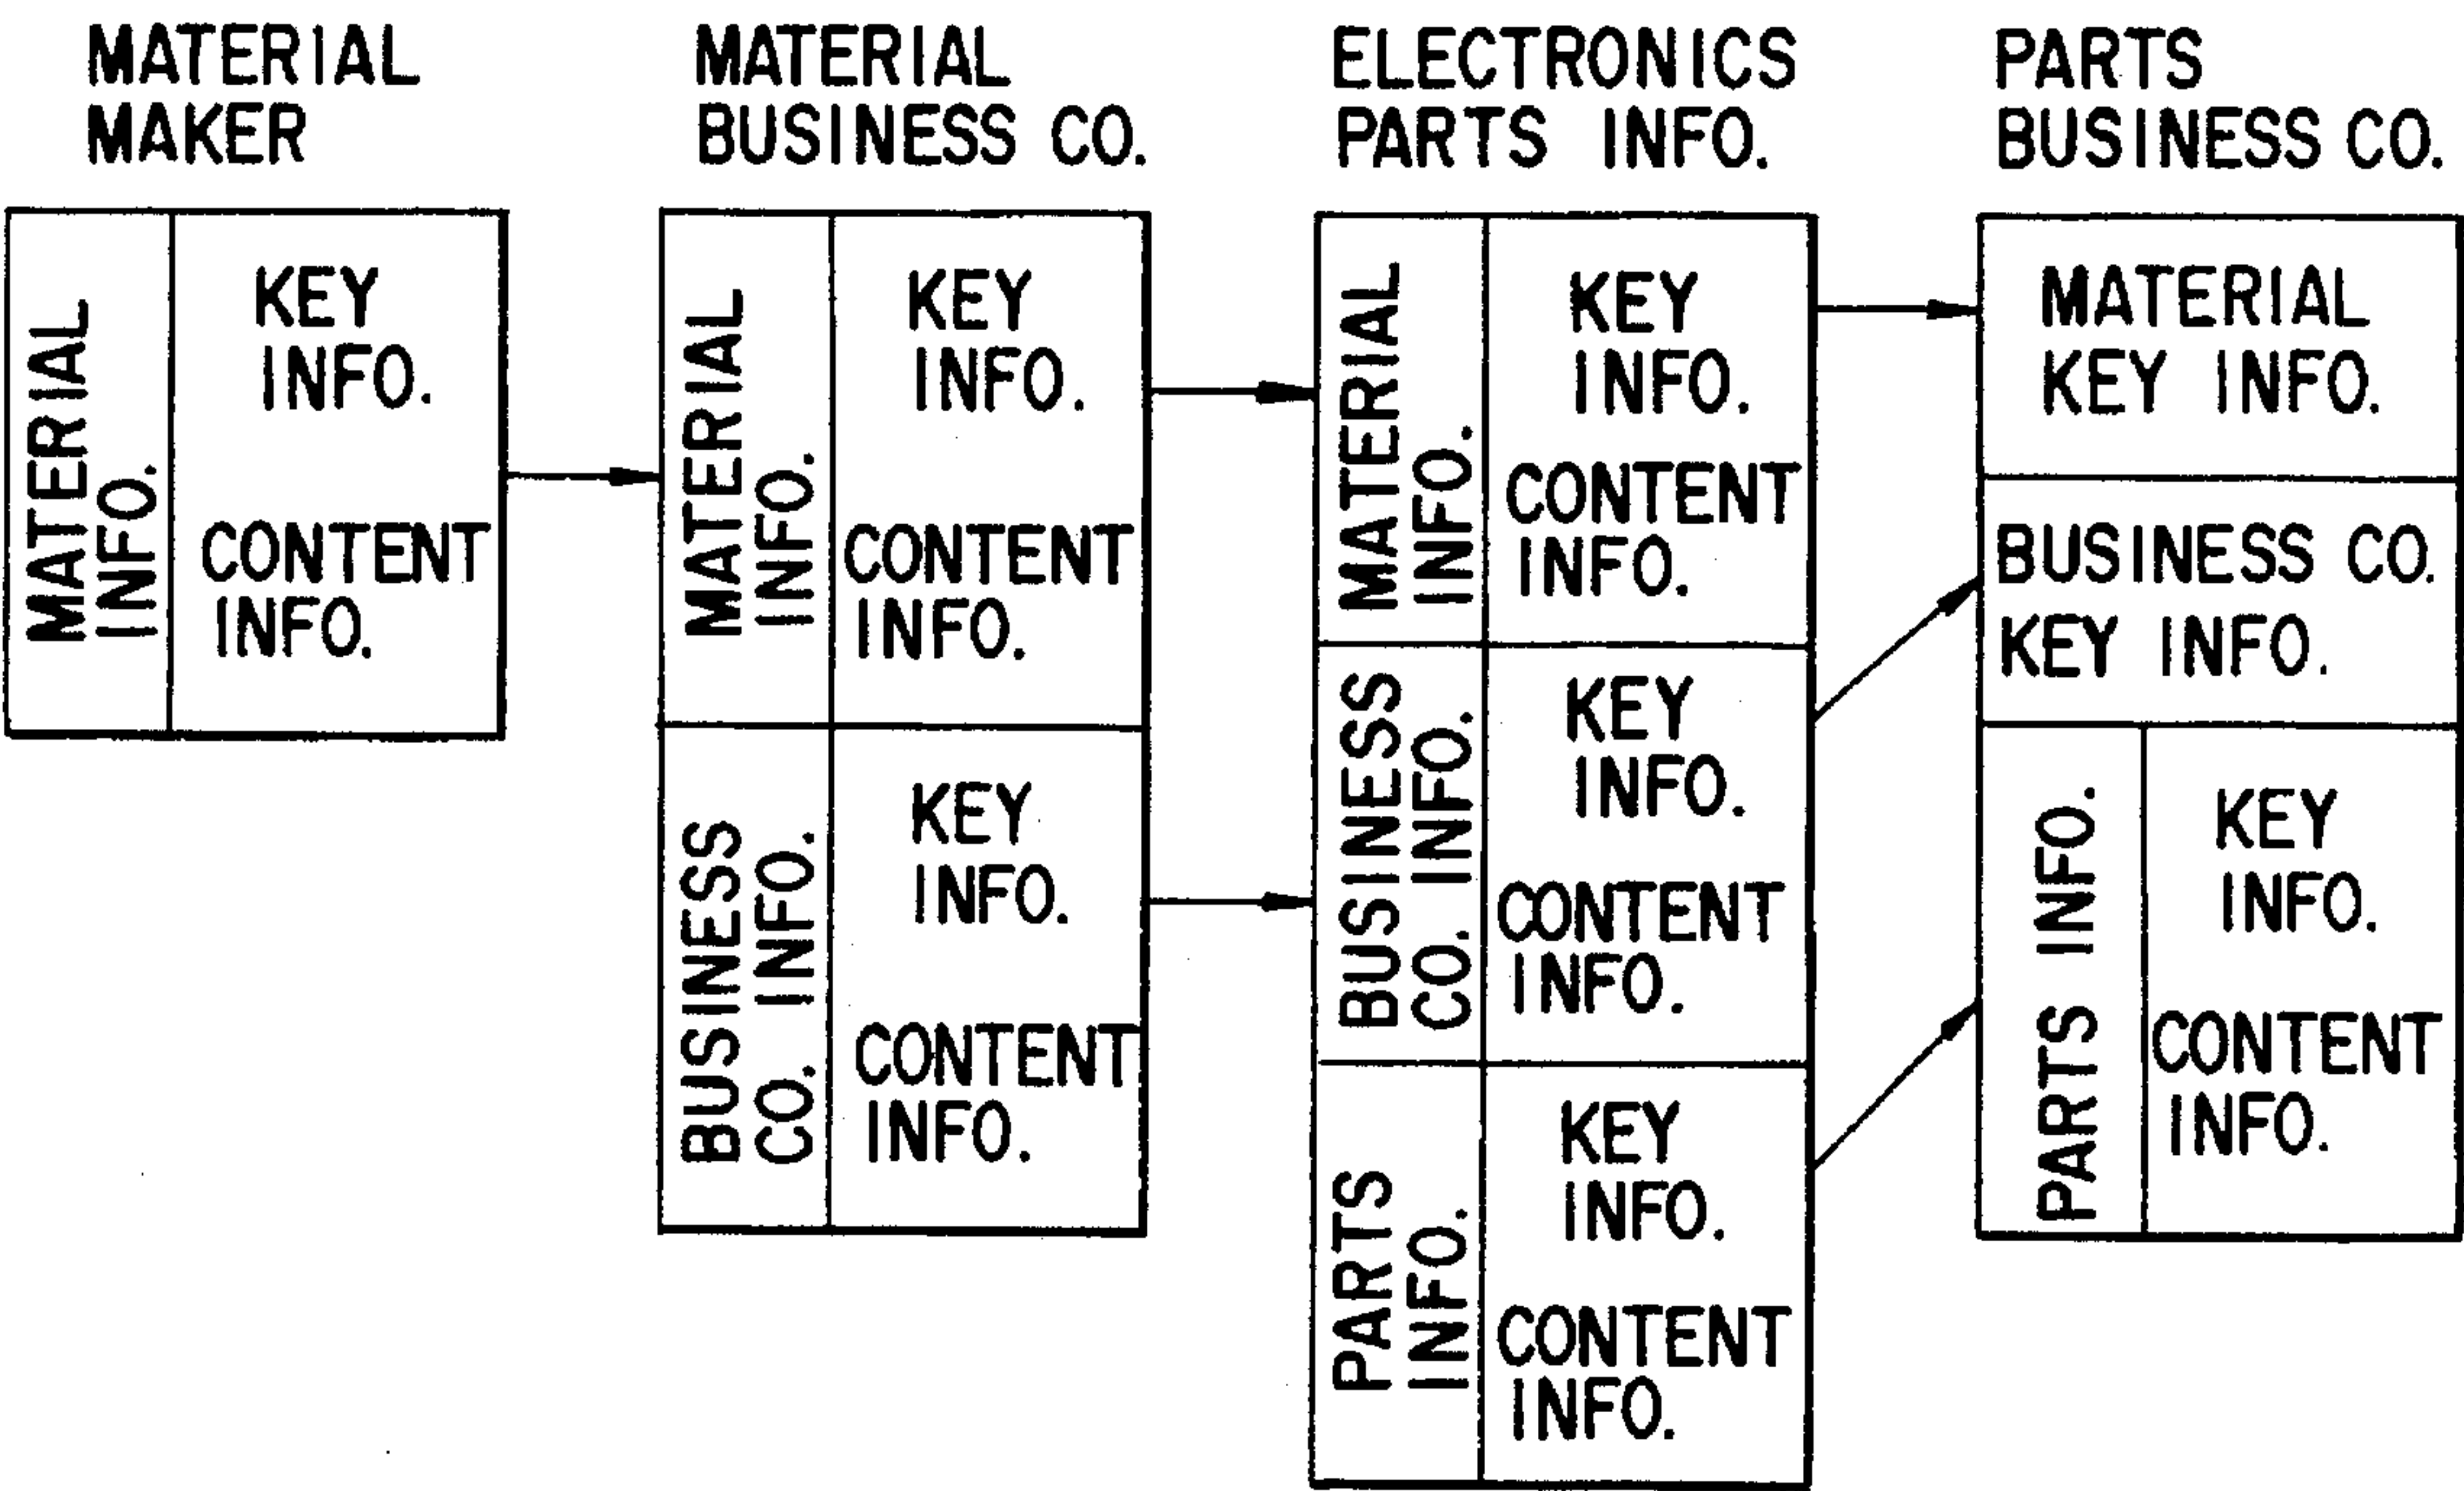 MATERIAL
MAKER
MATERIAL
INFO.
KEY
INFO.
CONTENT
INFO.
MATERIAL
BUSINESS CO.
MATERIAL
INFO.
KEY
INFO.
CONTENT
INFO.
BUSINESS
CO. INFO.
KEY
INFO.
CONTENT
INFO.
ELECTRONICS
PARTS INFO.
MATERIAL
INFO.
KEY
INFO.
CONTENT
INFO.
BUSINESS
CO. INFO.
KEY
INFO.
CONTENT
INFO.
PARTS
INFO.
KEY
INFO.
CONTENT
INFO.
PARTS
BUSINESS CO.
MATERIAL
KEY INFO.
BUSINESS CO.
KEY INFO.
PARTS INFO.
KEY
INFO.
CONTENT
INFO.